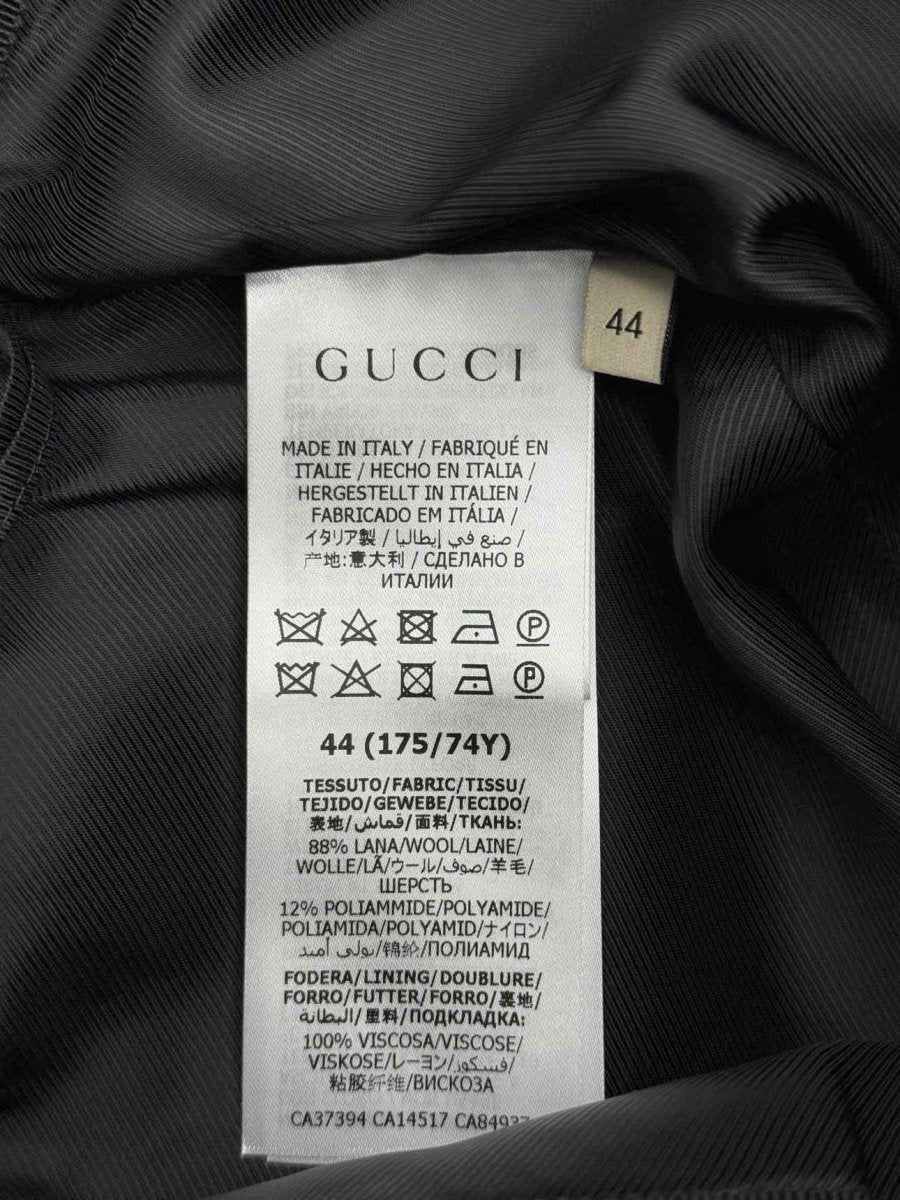 44
GUCCI
MADE IN ITALY / FABRIQUÉ EN
ITALIE / HECHO EN ITALIA /
HERGESTELLT IN ITALIEN /
FABRICADO EM ITÁLIA /
イタリア製 / صنع في إيطاليا /
产地:意大利 / СДЕЛАНО В
ИТАЛИИ
P
P
44 (175/74Y)
TESSUTO/FABRIC/TISSU/
TEJIDO/GEWEBE/TECIDO/
表地/قماش/面料/ТКАНЬ:
88% LANA/WOOL/LAINE/
WOLLE/LÃ/ウール/صوف/羊毛/
ШЕРСТЬ
12% POLIAMMIDE/POLYAMIDE/
POLIAMIDA/POLYAMID/ナイロン/
بولي أميد/锦纶/ПОЛИАМИД
FODERA/LINING/DOUBLURE/
FORRO/FUTTER/FORRO/裏地/
البطانة/里料/ПОДКЛАДКА:
100% VISCOSA/VISCOSE/
VISKOSE/レーヨン/فسكوز/
粘胶纤维/ВИСКОЗА
CA37394 CA14517